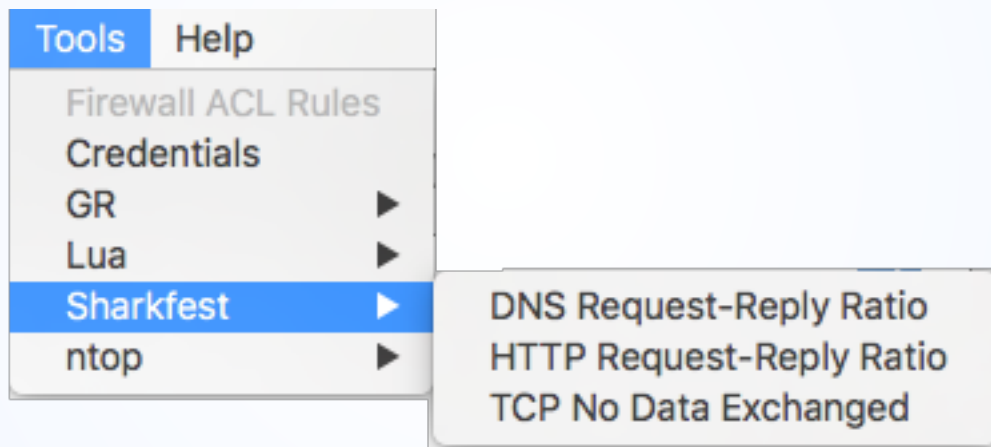 Tools Help
Firewall ACL Rules
Credentials
GR
Lua
Sharkfest
ntop
DNS Request-Reply Ratio
HTTP Request-Reply Ratio
TCP No Data Exchanged